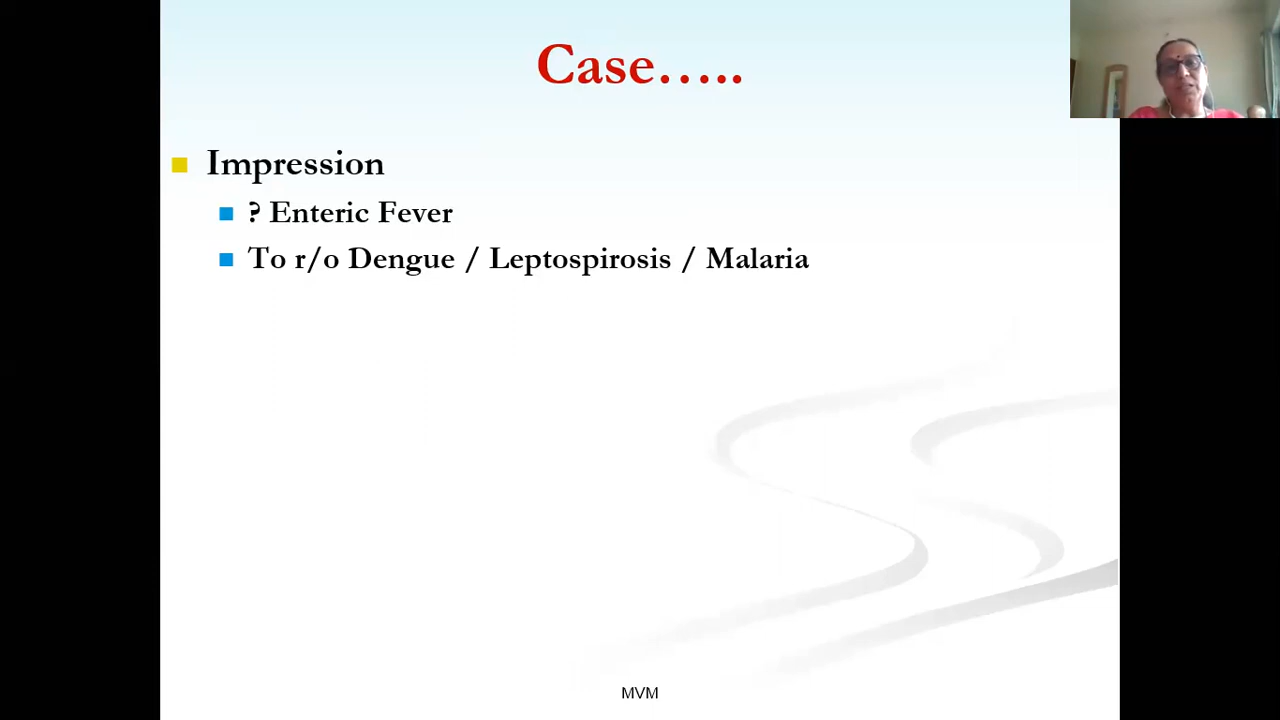 Case…..
Impression
? Enteric Fever
To r/o Dengue / Leptospirosis / Malaria
MVM